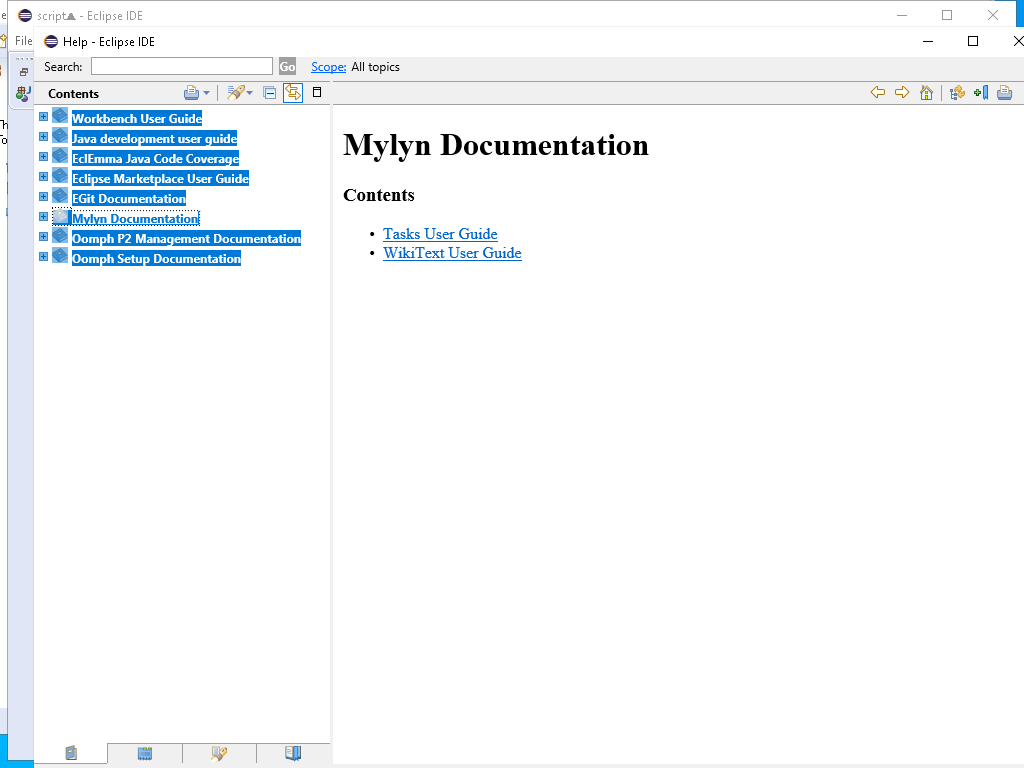 script - Eclipse IDE
File
Help - Eclipse IDE
Search:
Go
Scope:
All topics
Contents
Workbench User Guide
Java development user guide
EclEmma Java Code Coverage
Eclipse Marketplace User Guide
EGit Documentation
Mylyn Documentation
Oomph P2 Management Documentation
Oomph Setup Documentation
Mylyn Documentation
Contents
• Tasks User Guide
• WikiText User Guide